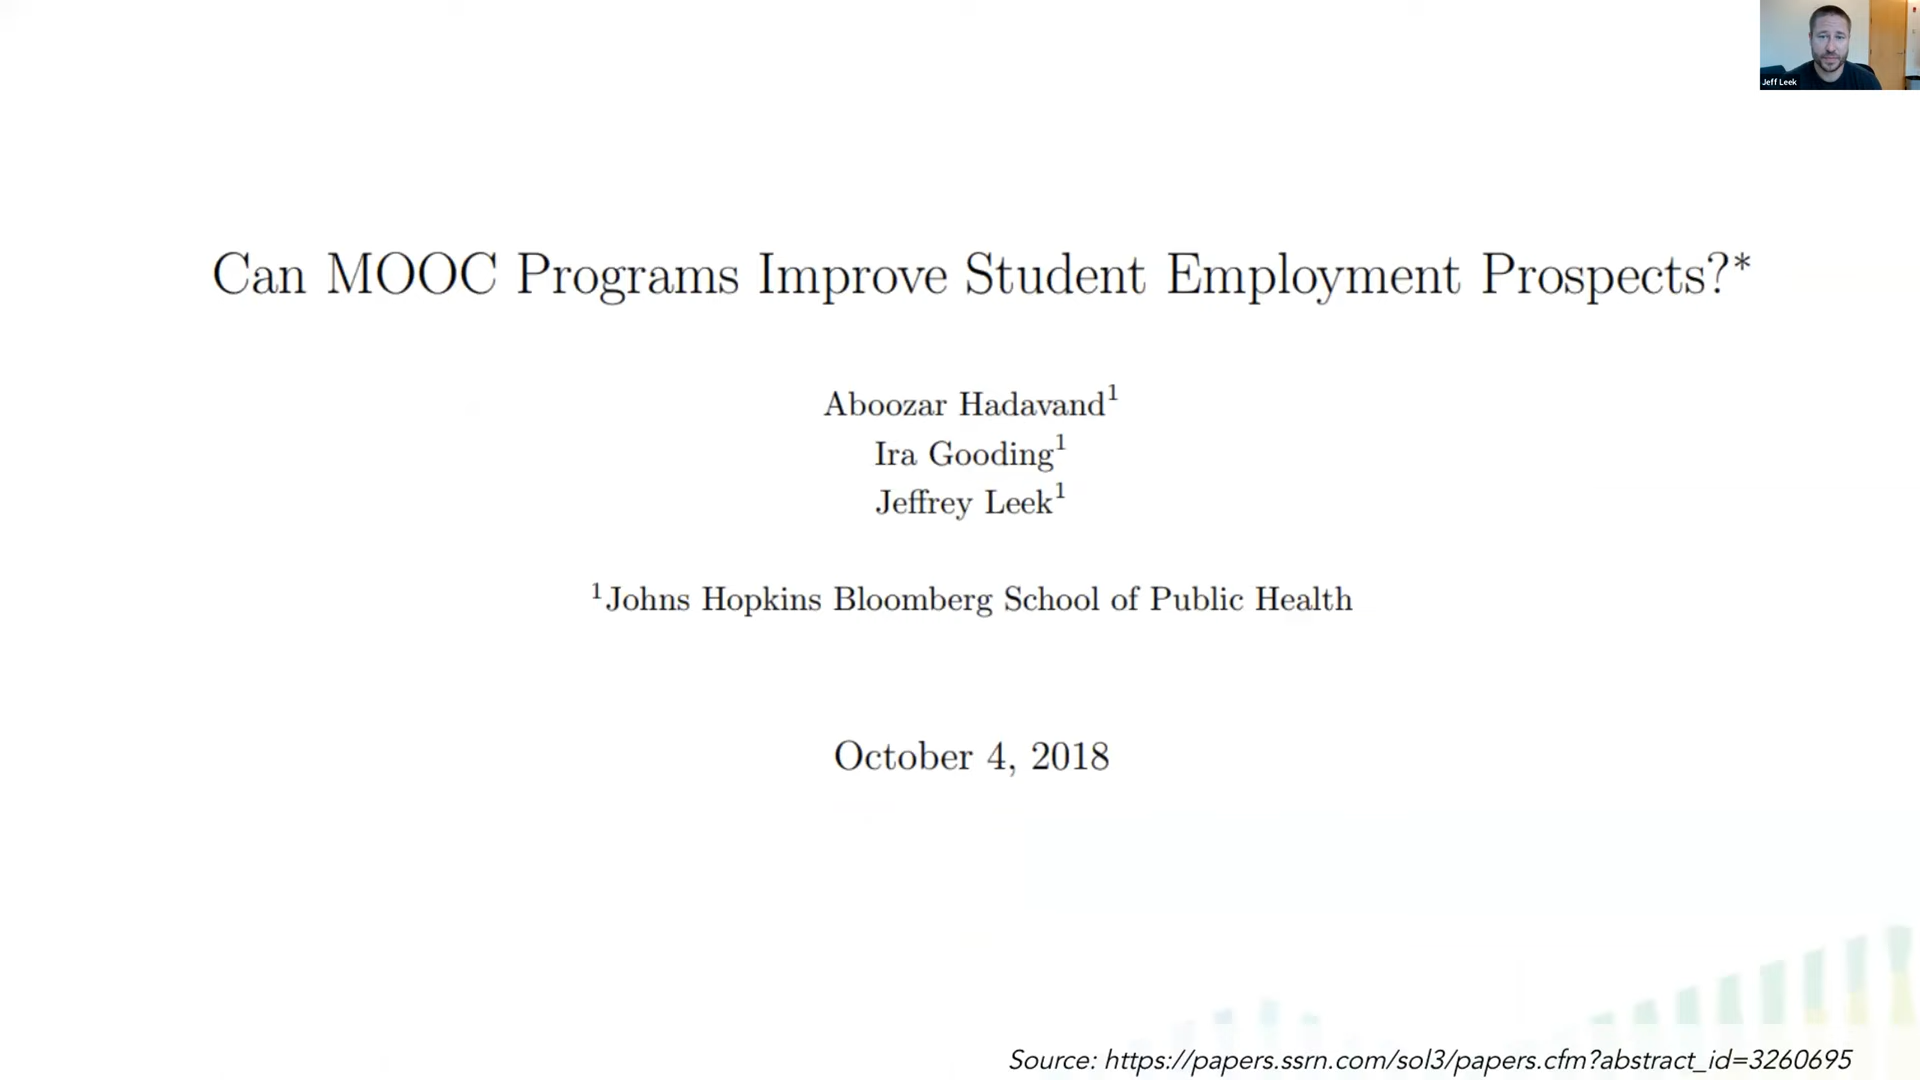 Jeff Leek
Can MOOC Programs Improve Student Employment Prospects?*
Aboozar Hadavand¹
Ira Gooding¹
Jeffrey Leek¹
¹Johns Hopkins Bloomberg School of Public Health
October 4, 2018
Source: https://papers.ssrn.com/sol3/papers.cfm?abstract_id=3260695